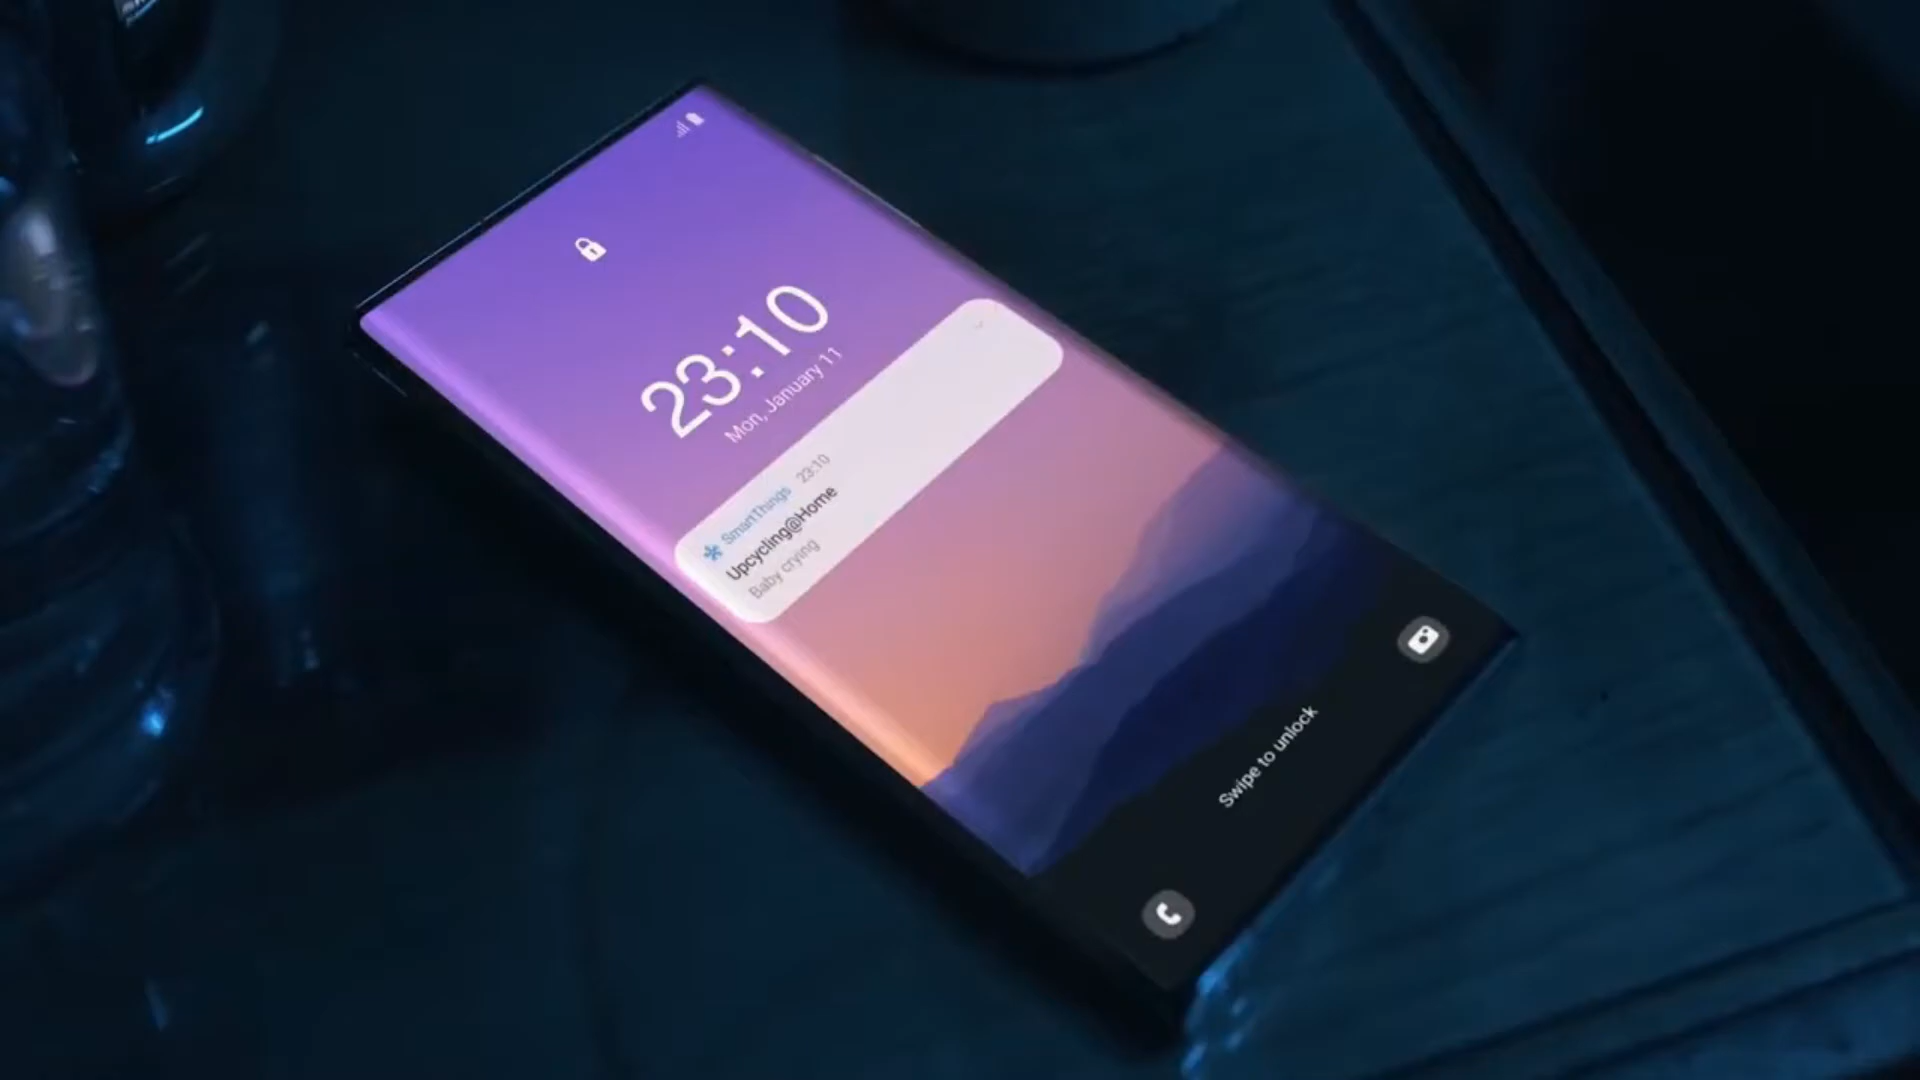 23:10
Mon, January 11
SmartThings 23:10
Upcycling@Home
Baby crying
Swipe to unlock